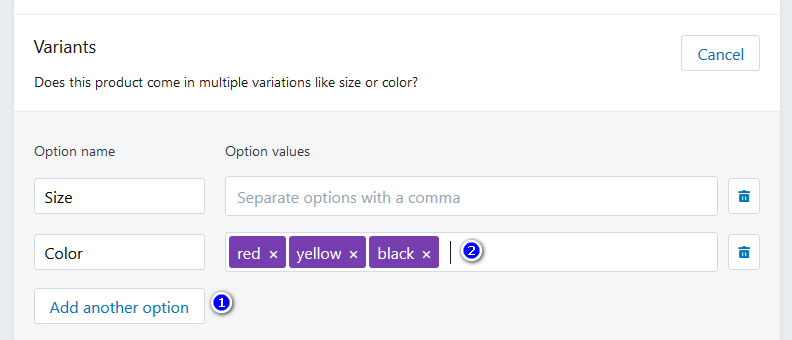 Variants
Cancel
Does this product come in multiple variations like size or color?
Option name Option values
Size Separate options with a comma
Color red × yellow × black × 2
Add another option 1